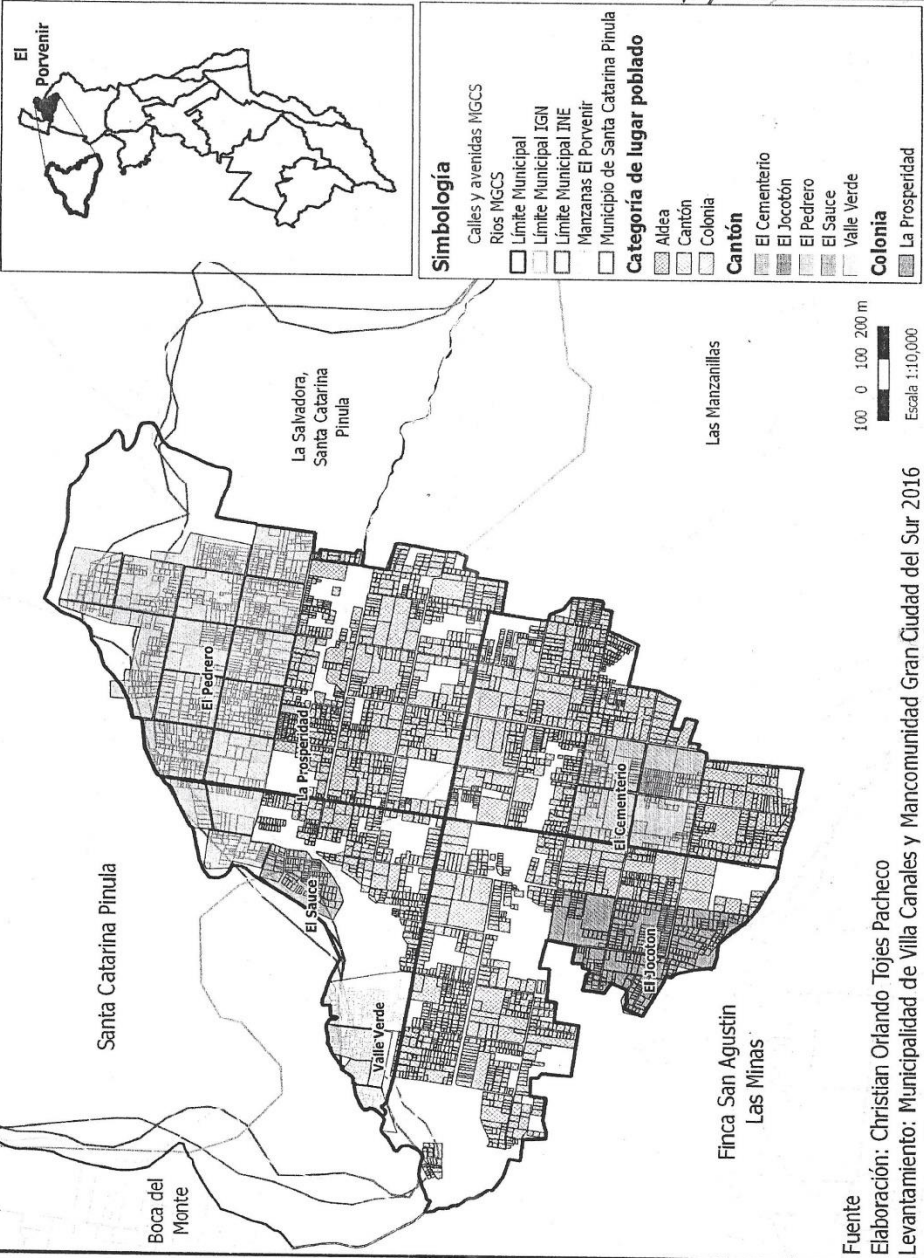 El
Porvenir
Simbología
Calles y avenidas MGCS
Rios MGCS
Límite Municipal
Límite Municipal IGN
Límite Municipal INE
Manzanas El Porvenir
Municipio de Santa Catarina Pinula
Categoría de lugar poblado
Aldea
Cantón
Colonia
Cantón
El Cementerio
El Jocotón
El Pedrero
El Sauce
Valle Verde
Colonia
La Prosperidad
Boca del
Monte
Santa Catarina Pinula
La Salvadora,
Santa Catarina
Pinula
El Pedrero
La Prosperidad
El Sauce
Valle Verde
El Cementerio
El Jocotón
Finca San Agustin
Las Minas
Las Manzanillas
100 0 100 200 m
Escala 1:10,000
Fuente
Elaboración: Christian Orlando Tojes Pacheco
Levantamiento: Municipalidad de Villa Canales y Mancomunidad Gran Ciudad del Sur 2016